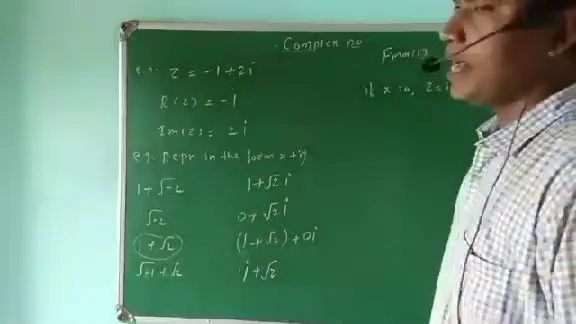 Complex no
e.g. z = -1+2i
R(z) = -1
Im(z) = 2i
e.g. Repr in the form x+iy
1+√-2 1+√2 i
√-2 0+√2 i
1+√2 (1+√2)+0i
√-1+√2 i+√2
if x=0, z=